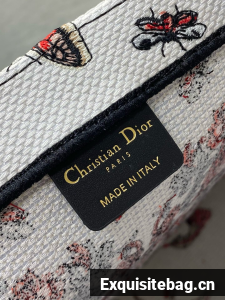 Christian Dior
PARIS
MADE IN ITALY
Exquisitebag.cn